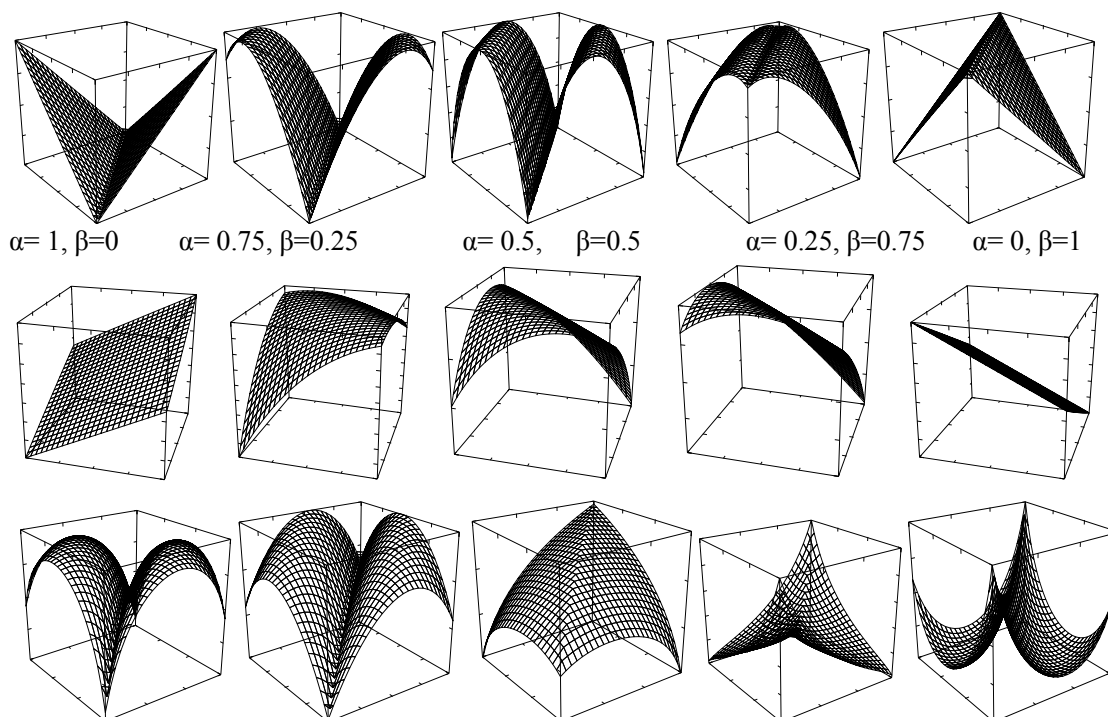 α= 1, β=0 α= 0.75, β=0.25 α= 0.5, β=0.5 α= 0.25, β=0.75 α= 0, β=1